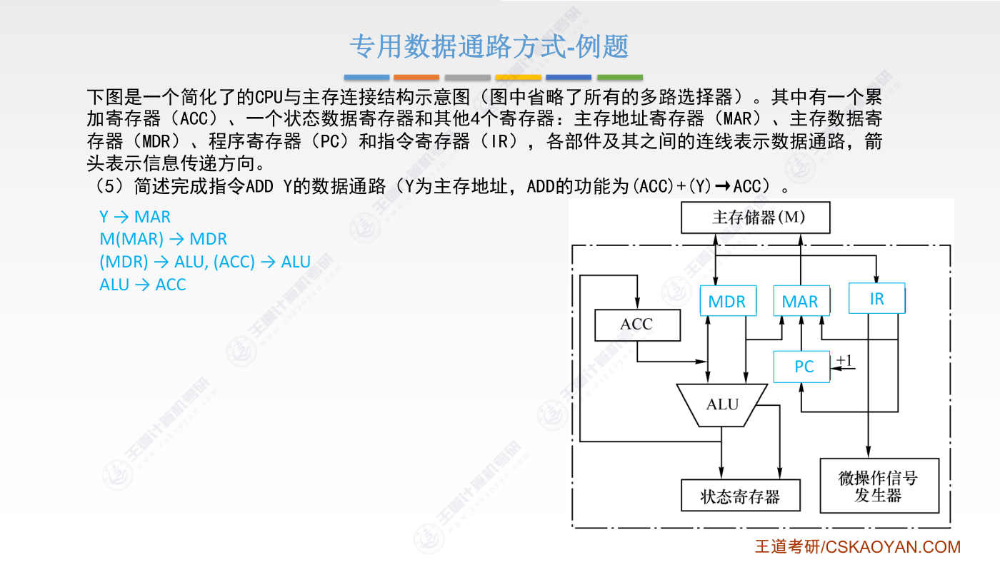 专用数据通路方式-例题
下图是一个简化了的CPU与主存连接结构示意图（图中省略了所有的多路选择器）。其中有一个累
加寄存器（ACC）、一个状态数据寄存器和其他4个寄存器：主存地址寄存器（MAR）、主存数据寄
存器（MDR）、程序寄存器（PC）和指令寄存器（IR），各部件及其之间的连线表示数据通路，箭
头表示信息传递方向。
（5）简述完成指令ADD Y的数据通路（Y为主存地址，ADD的功能为(ACC)+(Y)→ACC）。
Y → MAR
M(MAR) → MDR
(MDR) → ALU, (ACC) → ALU
ALU → ACC
主存储器(M)
MDR
MAR
IR
ACC
PC
+1
ALU
状态寄存器
微操作信号
发生器
王道考研/CSKAOYAN.COM